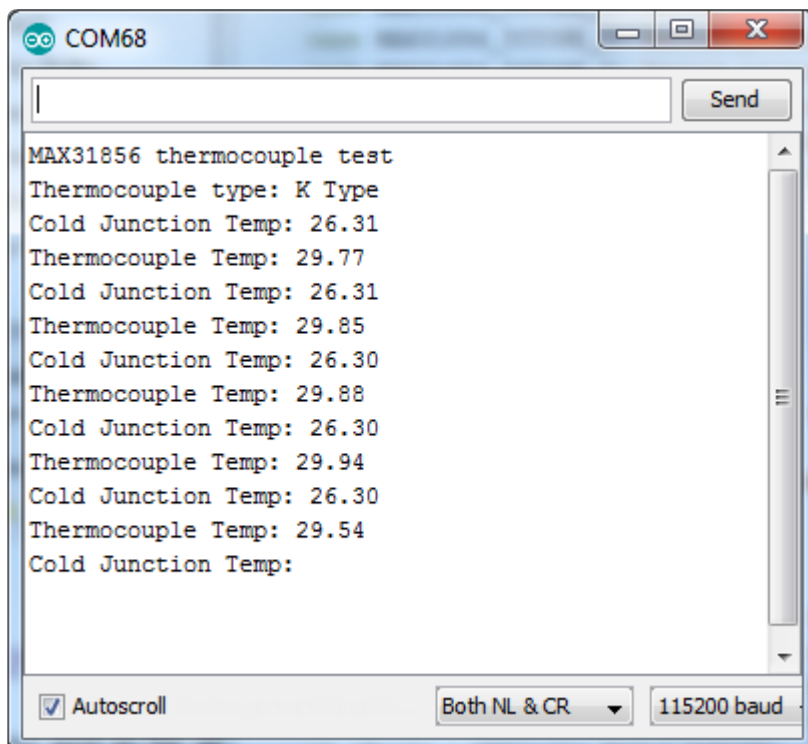 COM68
Send
MAX31856 thermocouple test
Thermocouple type: K Type
Cold Junction Temp: 26.31
Thermocouple Temp: 29.77
Cold Junction Temp: 26.31
Thermocouple Temp: 29.85
Cold Junction Temp: 26.30
Thermocouple Temp: 29.88
Cold Junction Temp: 26.30
Thermocouple Temp: 29.94
Cold Junction Temp: 26.30
Thermocouple Temp: 29.54
Cold Junction Temp:
Autoscroll Both NL & CR 115200 baud